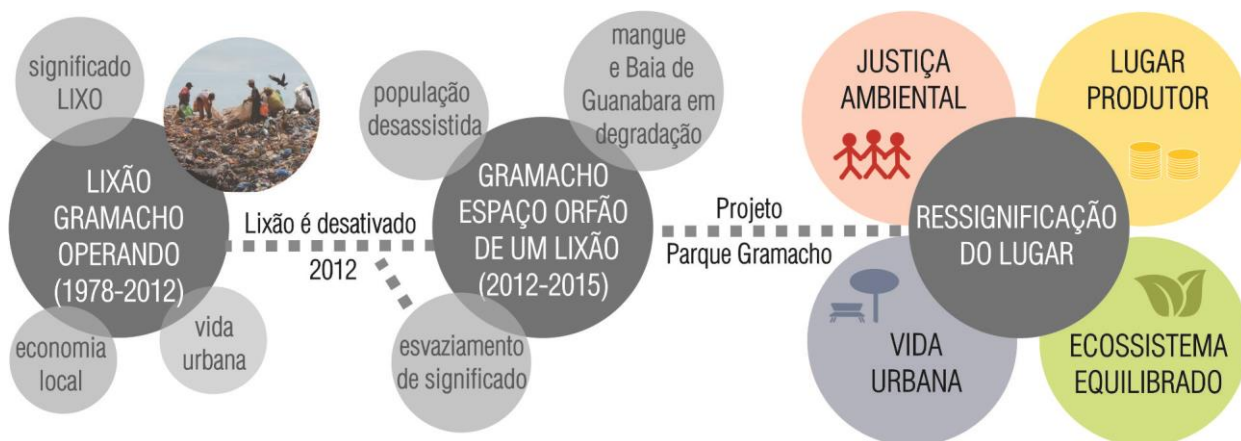 significado
LIXO
LIXÃO
GRAMACHO
OPERANDO
(1978-2012)
economia
local
vida
urbana
Lixão é desativado
2012
população
desassistida
mangue
e Baia de
Guanabara em
degradação
GRAMACHO
ESPAÇO ORFÃO
DE UM LIXÃO
(2012-2015)
esvaziamento
de significado
Projeto
Parque Gramacho
JUSTIÇA
AMBIENTAL
LUGAR
PRODUTOR
RESSIGNIFICAÇÃO
DO LUGAR
VIDA
URBANA
ECOSSISTEMA
EQUILIBRADO